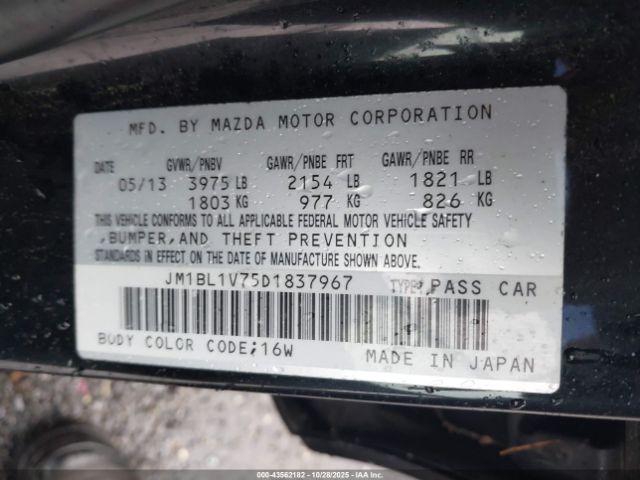 MFD. BY MAZDA MOTOR CORPORATION
DATE GVWR/PNBV GAWR/PNBE FRT GAWR/PNBE RR
05/13 3975 LB 2154 LB 1821 LB
1803 KG 977 KG 826 KG
THIS VEHICLE CONFORMS TO ALL APPLICABLE FEDERAL MOTOR VEHICLE SAFETY
,BUMPER,AND THEFT PREVENTION
STANDARDS IN EFFECT ON THE DATE OF MANUFACTURE SHOWN ABOVE.
JM1BL1V75D1837967 TYPE: PASS CAR
BODY COLOR CODE;16W MADE IN JAPAN
000-43562182 - 10/28/2025 - IAAI.com